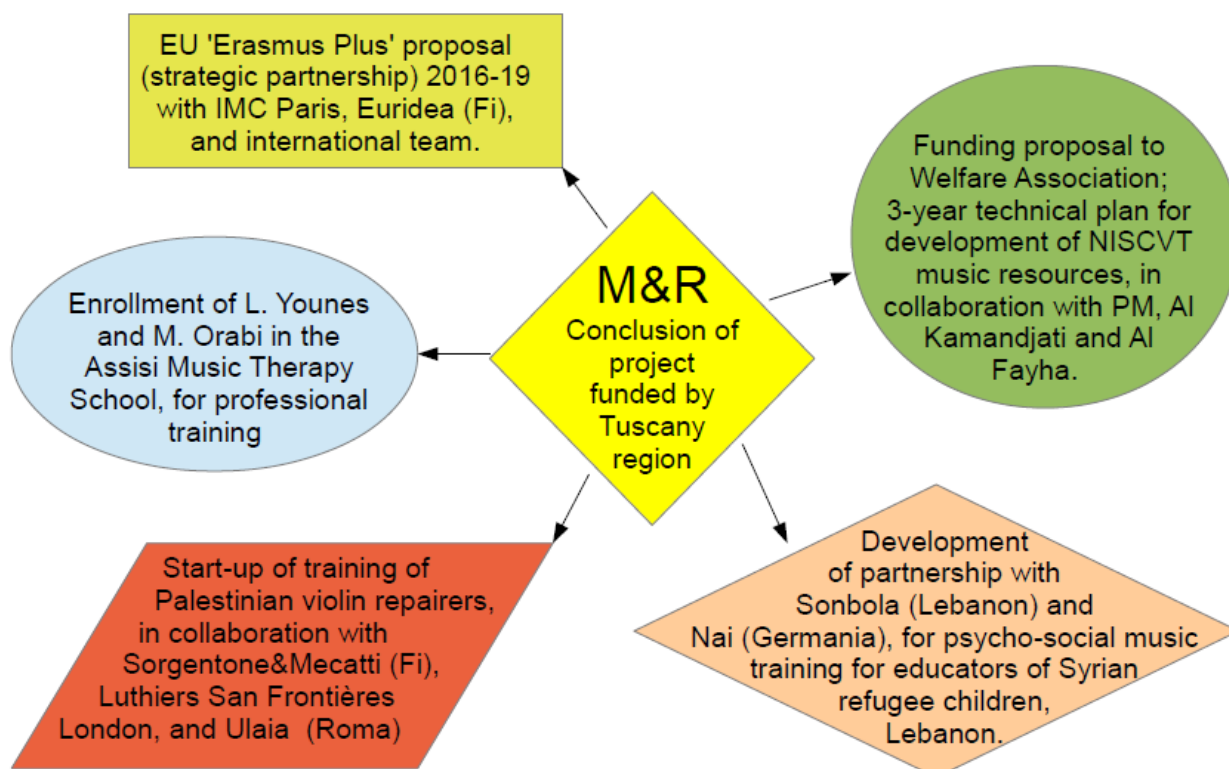 EU 'Erasmus Plus' proposal
(strategic partnership) 2016-19
with IMC Paris, Euridea (Fi),
and international team.
Funding proposal to
Welfare Association;
3-year technical plan for
development of NISCVT
music resources, in
collaboration with PM, Al
Kamandjati and Al
Fayha.
M&R
Conclusion of
project
funded by
Tuscany
region
Enrollment of L. Younes
and M. Orabi in the
Assisi Music Therapy
School, for professional
training
Start-up of training of
Palestinian violin repairers,
in collaboration with
Sorgentone&Mecatti (Fi),
Luthiers San Frontières
London, and Ulaia (Roma)
Development
of partnership with
Sonbola (Lebanon) and
Nai (Germania), for psycho-social music
training for educators of Syrian
refugee children,
Lebanon.